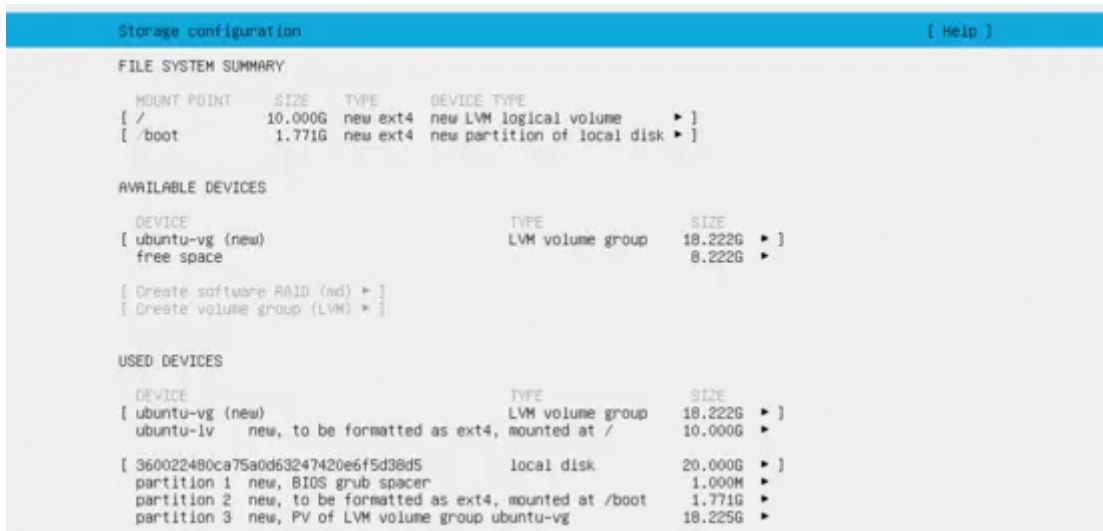 Storage configuration [ Help ]
FILE SYSTEM SUMMARY
MOUNT POINT SIZE TYPE DEVICE TYPE
[ / 10.000G new ext4 new LVM logical volume ▸ ]
[ /boot 1.771G new ext4 new partition of local disk ▸ ]
AVAILABLE DEVICES
DEVICE TYPE SIZE
[ ubuntu-vg (new) LVM volume group 18.222G ▸ ]
free space 8.222G ▸
[ Create software RAID (md) ▸ ]
[ Create volume group (LVM) ▸ ]
USED DEVICES
DEVICE TYPE SIZE
[ ubuntu-vg (new) LVM volume group 18.222G ▸ ]
ubuntu-lv new, to be formatted as ext4, mounted at / 10.000G ▸
[ 360022480ca75a0d63247420e6f5d38d5 local disk 20.000G ▸ ]
partition 1 new, BIOS grub spacer 1.000M ▸
partition 2 new, to be formatted as ext4, mounted at /boot 1.771G ▸
partition 3 new, PV of LVM volume group ubuntu-vg 18.225G ▸